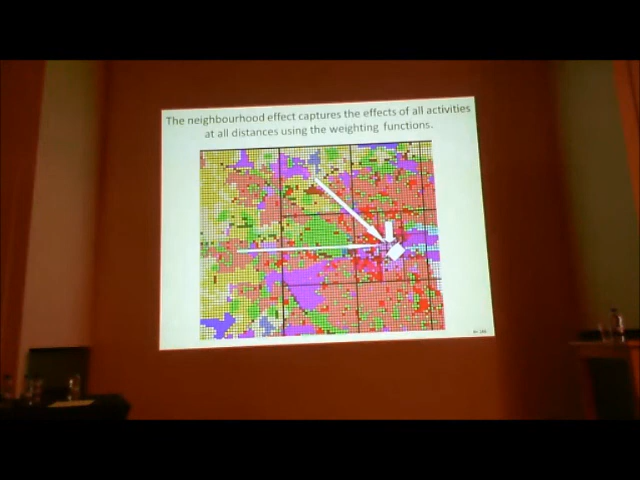 The neighbourhood effect captures the effects of all activities
at all distances using the weighting functions.